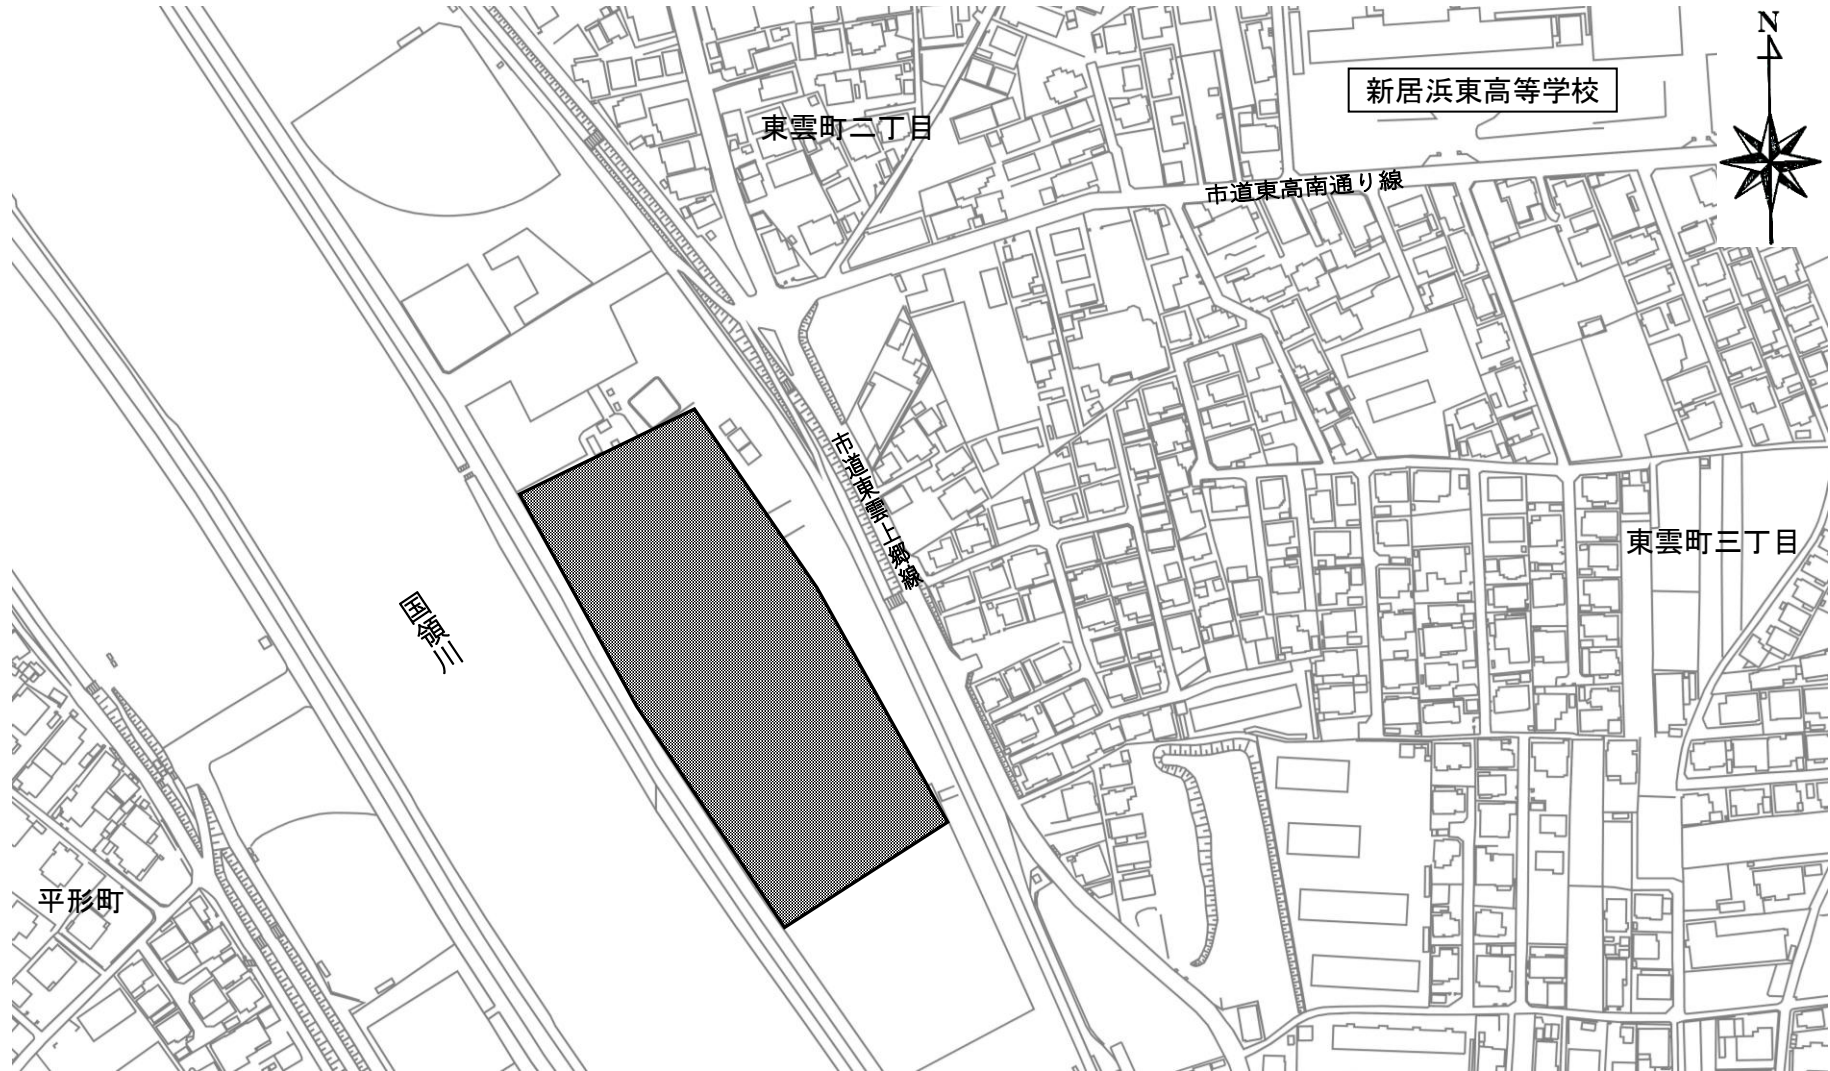 N
新居浜東高等学校
東雲町二丁目
市道東高南通り線
市道東雲上郷線
東雲町三丁目
国領川
平形町